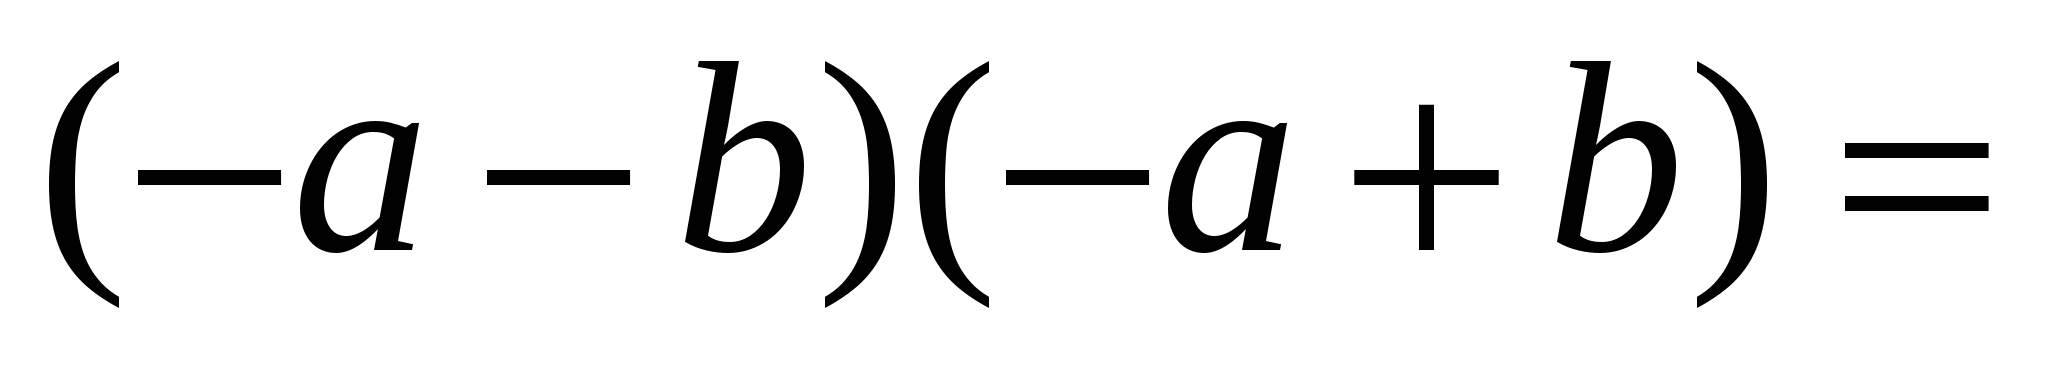 (−a − b)(−a + b) =